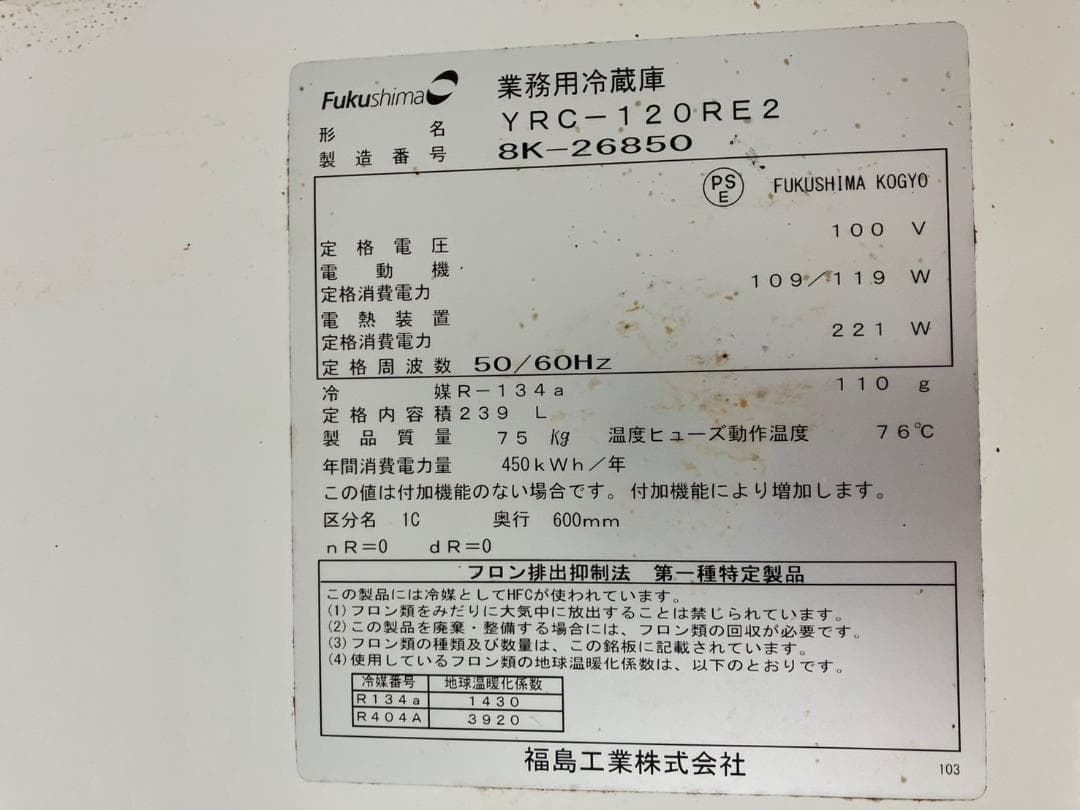 Fukushima 業務用冷蔵庫
形名 YRC-120RE2
製造番号 8K-26850
PSE FUKUSHIMA KOGYO
定格電圧 100 V
電動機
定格消費電力 109/119 W
電熱装置
定格消費電力 221 W
定格周波数 50/60Hz
冷媒 R-134a 110 g
定格内容積 239 L
製品質量 75 Kg 温度ヒューズ動作温度 76℃
年間消費電力量 450kWh/年
この値は付加機能のない場合です。付加機能により増加します。
区分名 1C 奥行 600mm
nR=0 dR=0
フロン排出抑制法 第一種特定製品
この製品には冷媒としてHFCが使われています。
(1)フロン類をみだりに大気中に放出することは禁じられています。
(2)この製品を廃棄・整備する場合には、フロン類の回収が必要です。
(3)フロン類の種類及び数量は、この銘板に記載されています。
(4)使用しているフロン類の地球温暖化係数は、以下のとおりです。
冷媒番号 地球温暖化係数
R134a 1430
R404A 3920
福島工業株式会社
103